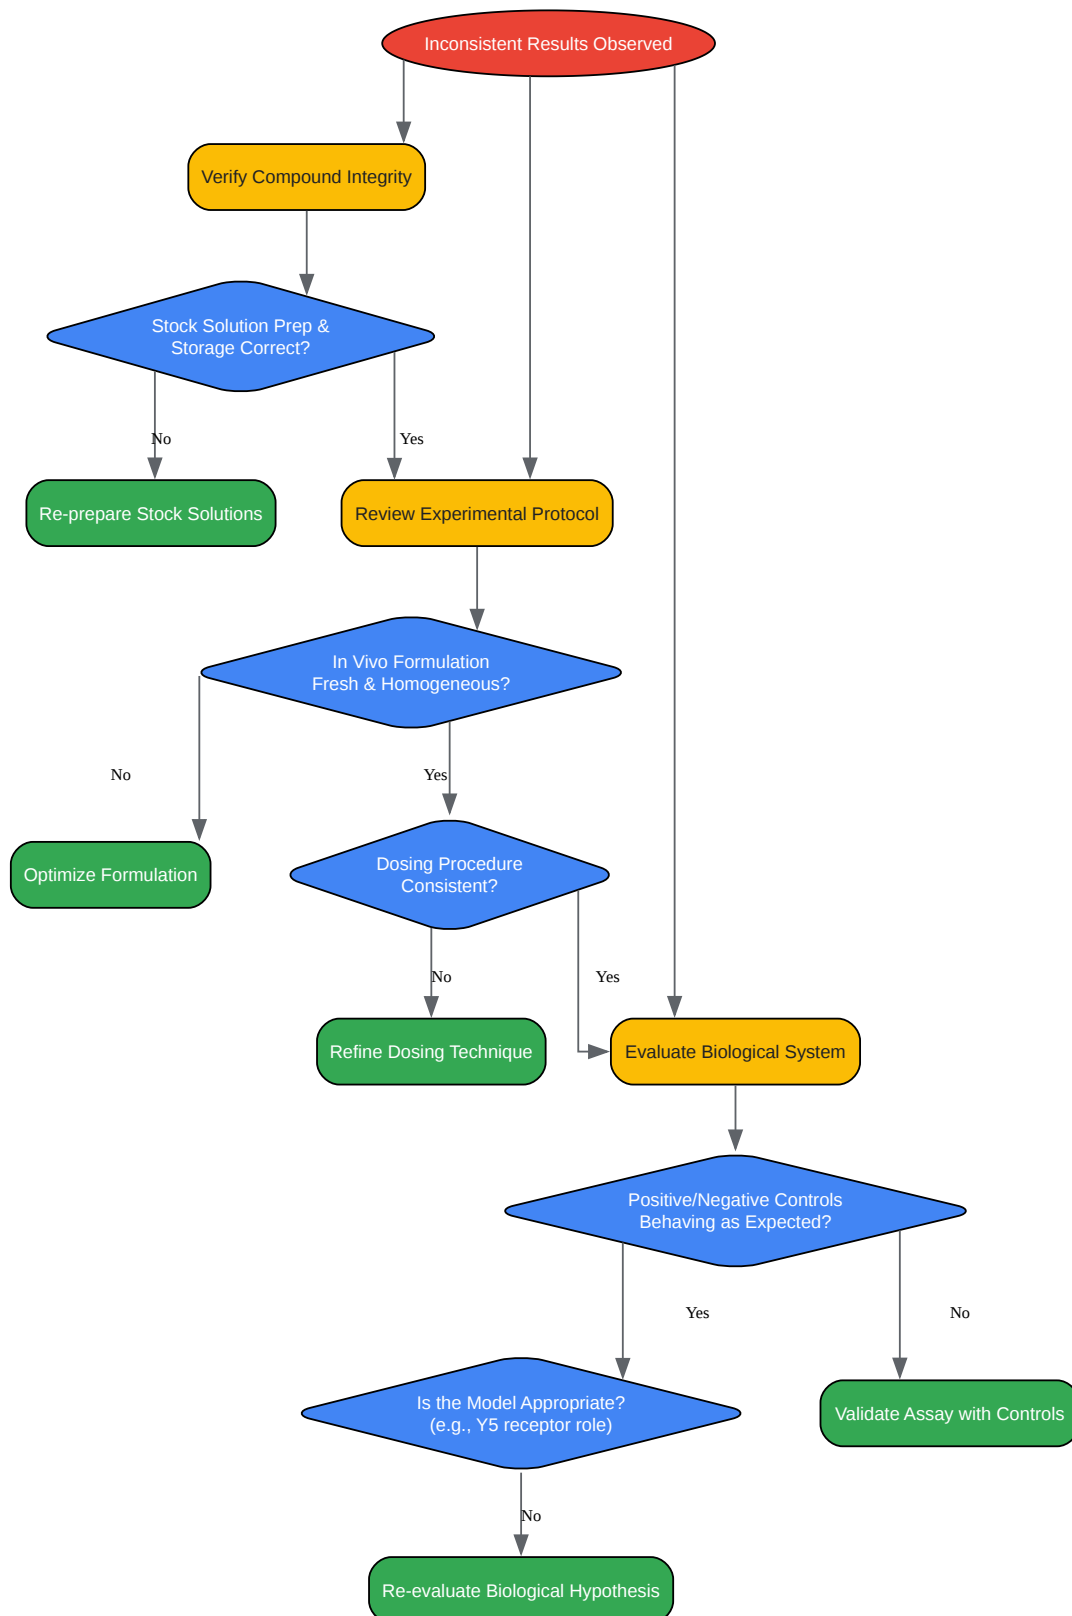 Inconsistent Results Observed
Verify Compound Integrity
Stock Solution Prep &
Storage Correct?
No
Yes
Re-prepare Stock Solutions
Review Experimental Protocol
In Vivo Formulation
Fresh & Homogeneous?
No
Yes
Optimize Formulation
Dosing Procedure
Consistent?
No
Yes
Refine Dosing Technique
Evaluate Biological System
Positive/Negative Controls
Behaving as Expected?
Yes
No
Is the Model Appropriate?
(e.g., Y5 receptor role)
Validate Assay with Controls
No
Re-evaluate Biological Hypothesis